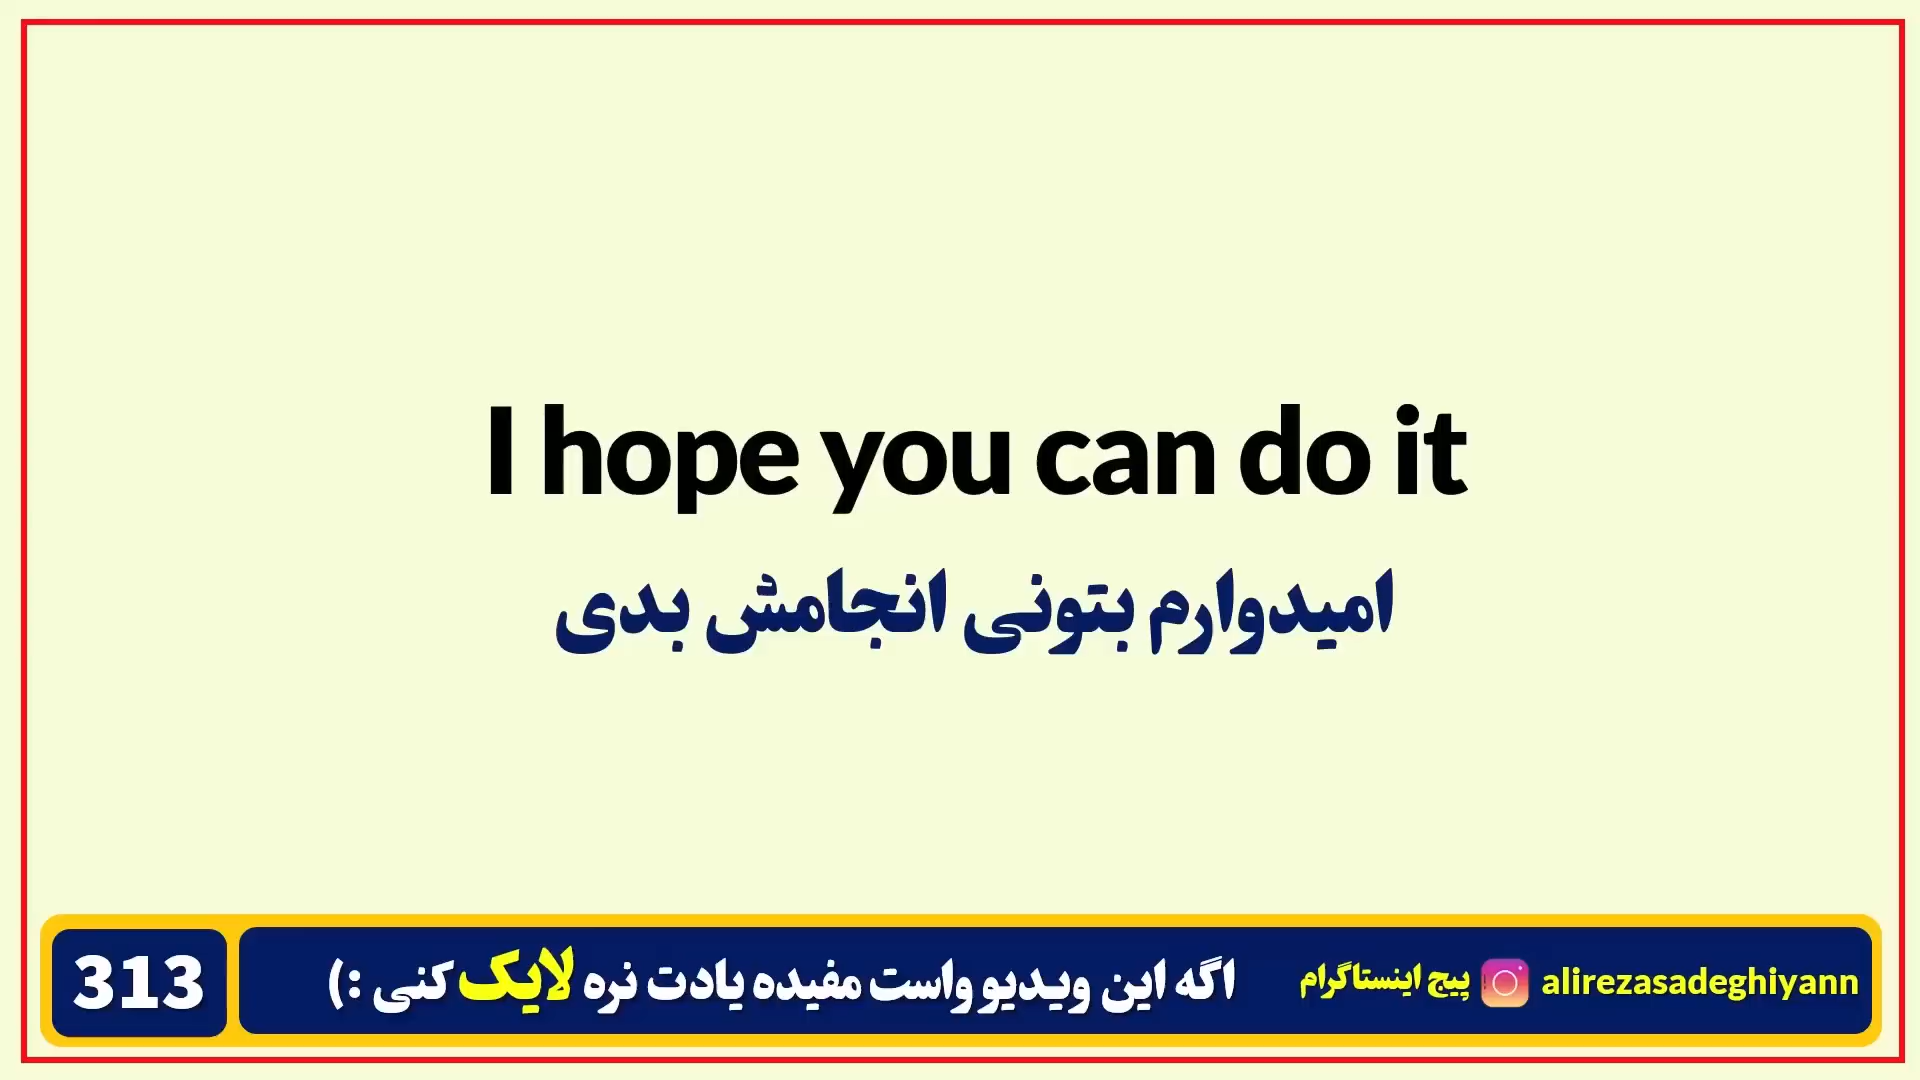 I hope you can do it
امیدوارم بتونی انجامش بدی
313
اگه این ویدیو واست مفیده یادت نره لایک کنی :)
پیج اینستاگرام
alirezasadeghiyann